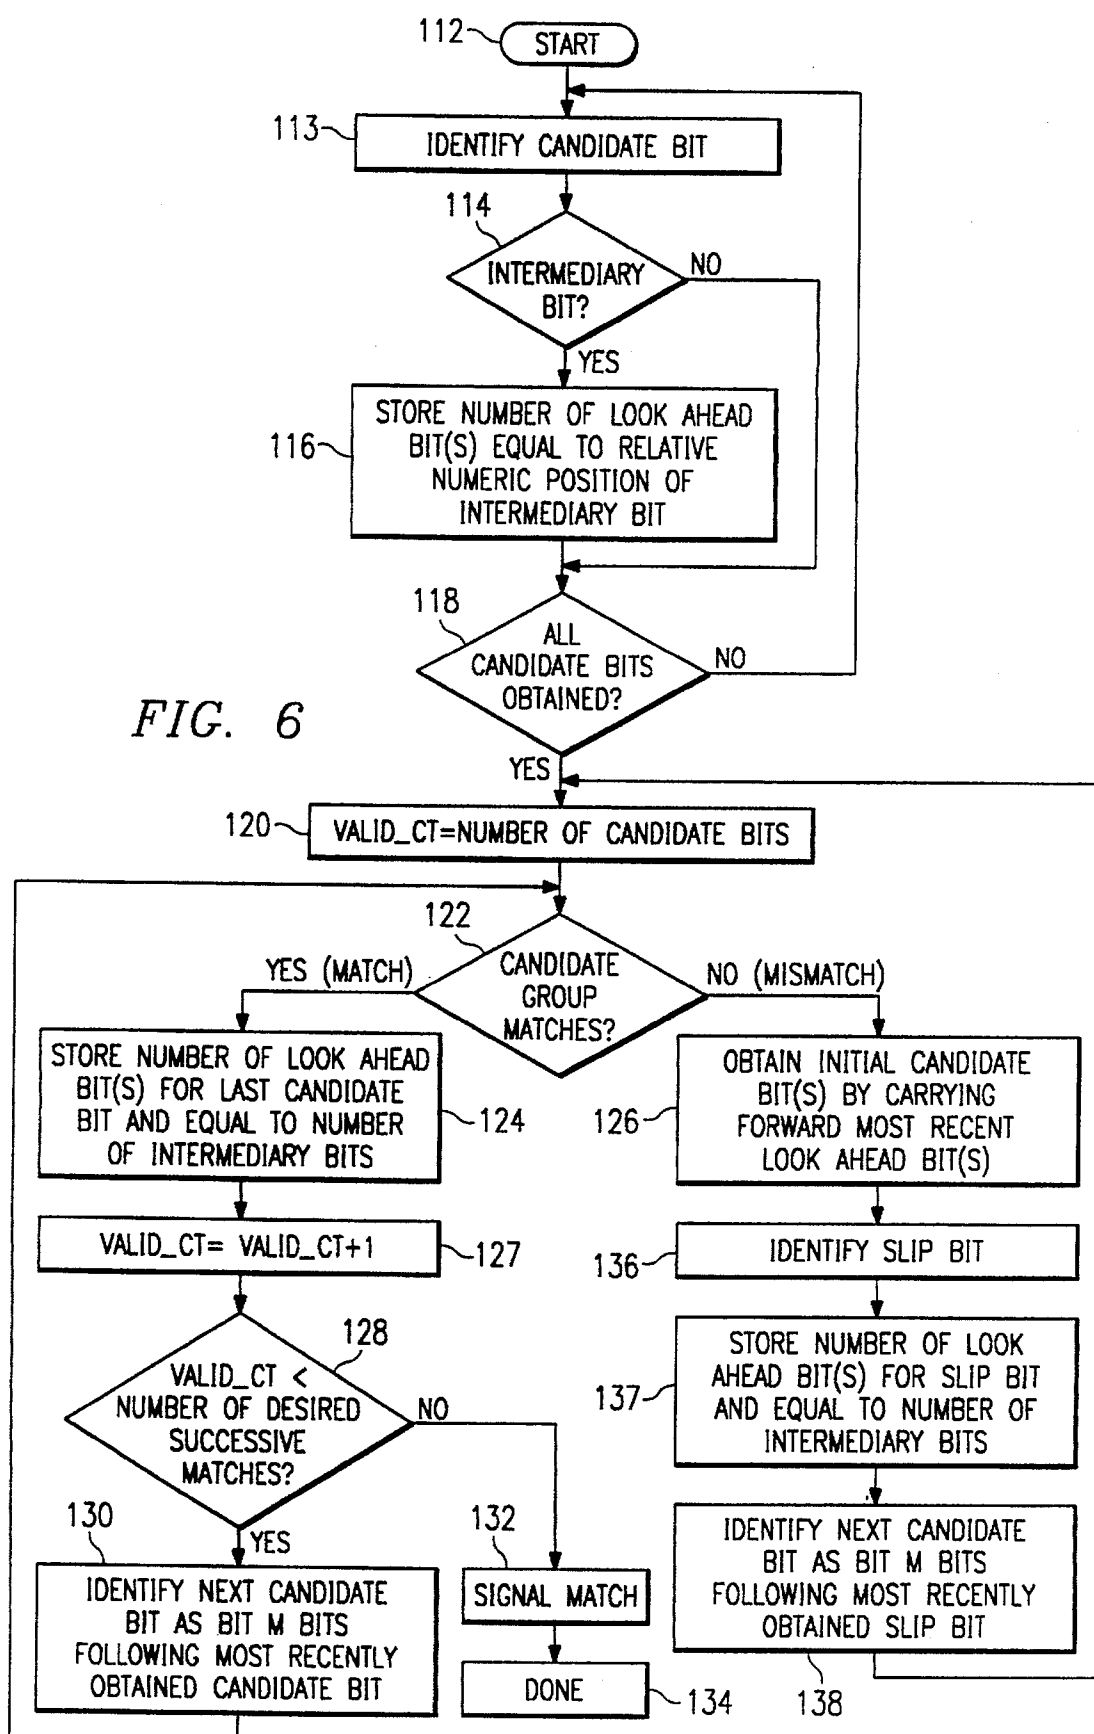 112
START
113
IDENTIFY CANDIDATE BIT
114
INTERMEDIARY
BIT?
NO
YES
116
STORE NUMBER OF LOOK AHEAD
BIT(S) EQUAL TO RELATIVE
NUMERIC POSITION OF
INTERMEDIARY BIT
118
ALL
CANDIDATE BITS
OBTAINED?
NO
FIG. 6
YES
120
VALID_CT=NUMBER OF CANDIDATE BITS
122
CANDIDATE
GROUP
MATCHES?
YES (MATCH)
NO (MISMATCH)
STORE NUMBER OF LOOK AHEAD
BIT(S) FOR LAST CANDIDATE
BIT AND EQUAL TO NUMBER
OF INTERMEDIARY BITS
124
126
OBTAIN INITIAL CANDIDATE
BIT(S) BY CARRYING
FORWARD MOST RECENT
LOOK AHEAD BIT(S)
VALID_CT= VALID_CT+1
127
136
IDENTIFY SLIP BIT
128
VALID_CT <
NUMBER OF DESIRED
SUCCESSIVE
MATCHES?
NO
YES
137
STORE NUMBER OF LOOK
AHEAD BIT(S) FOR SLIP BIT
AND EQUAL TO NUMBER OF
INTERMEDIARY BITS
130
IDENTIFY NEXT CANDIDATE
BIT AS BIT M BITS
FOLLOWING MOST RECENTLY
OBTAINED CANDIDATE BIT
132
SIGNAL MATCH
DONE
134
IDENTIFY NEXT CANDIDATE
BIT AS BIT M BITS
FOLLOWING MOST RECENTLY
OBTAINED SLIP BIT
138